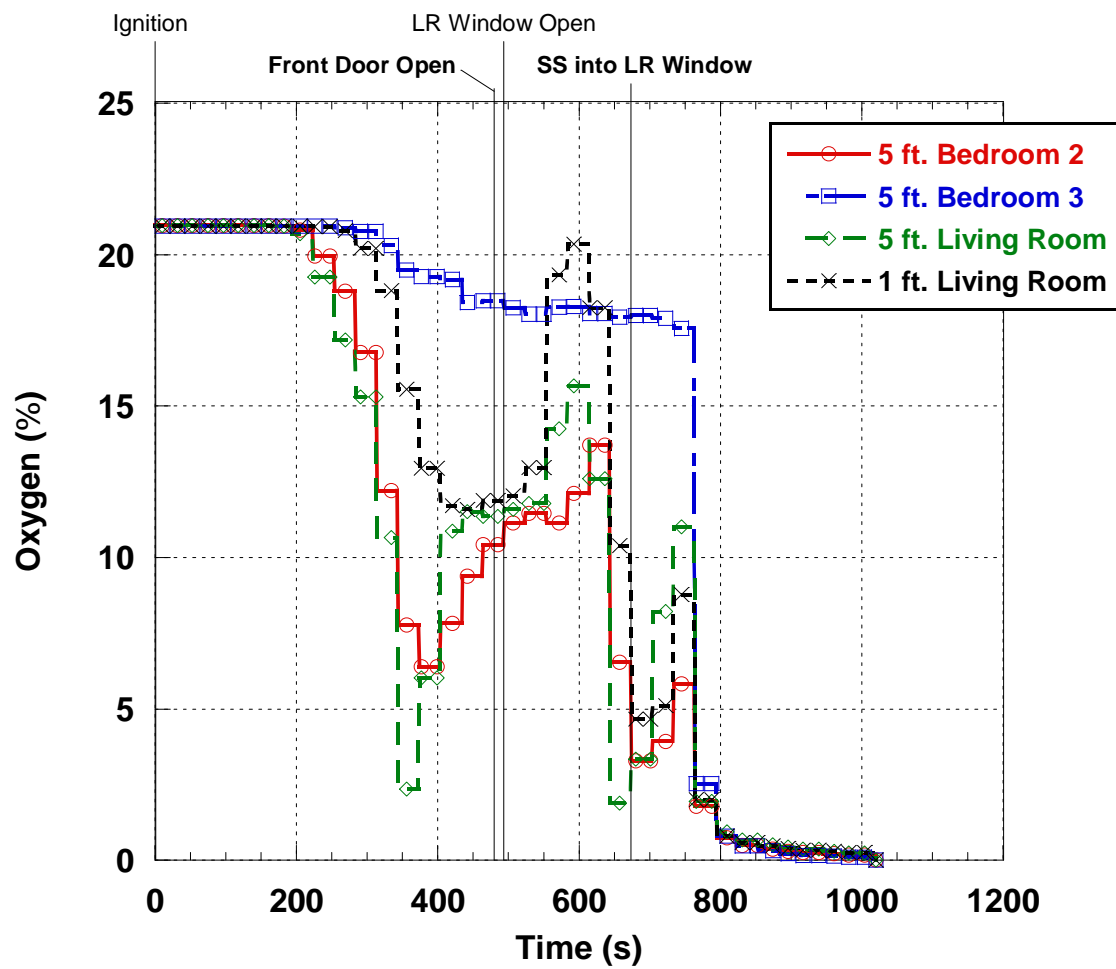 Ignition
LR Window Open
Front Door Open
SS into LR Window
25
20
15
10
5
0
Oxygen (%)
5 ft. Bedroom 2
5 ft. Bedroom 3
5 ft. Living Room
1 ft. Living Room
0
200
400
600
800
1000
1200
Time (s)